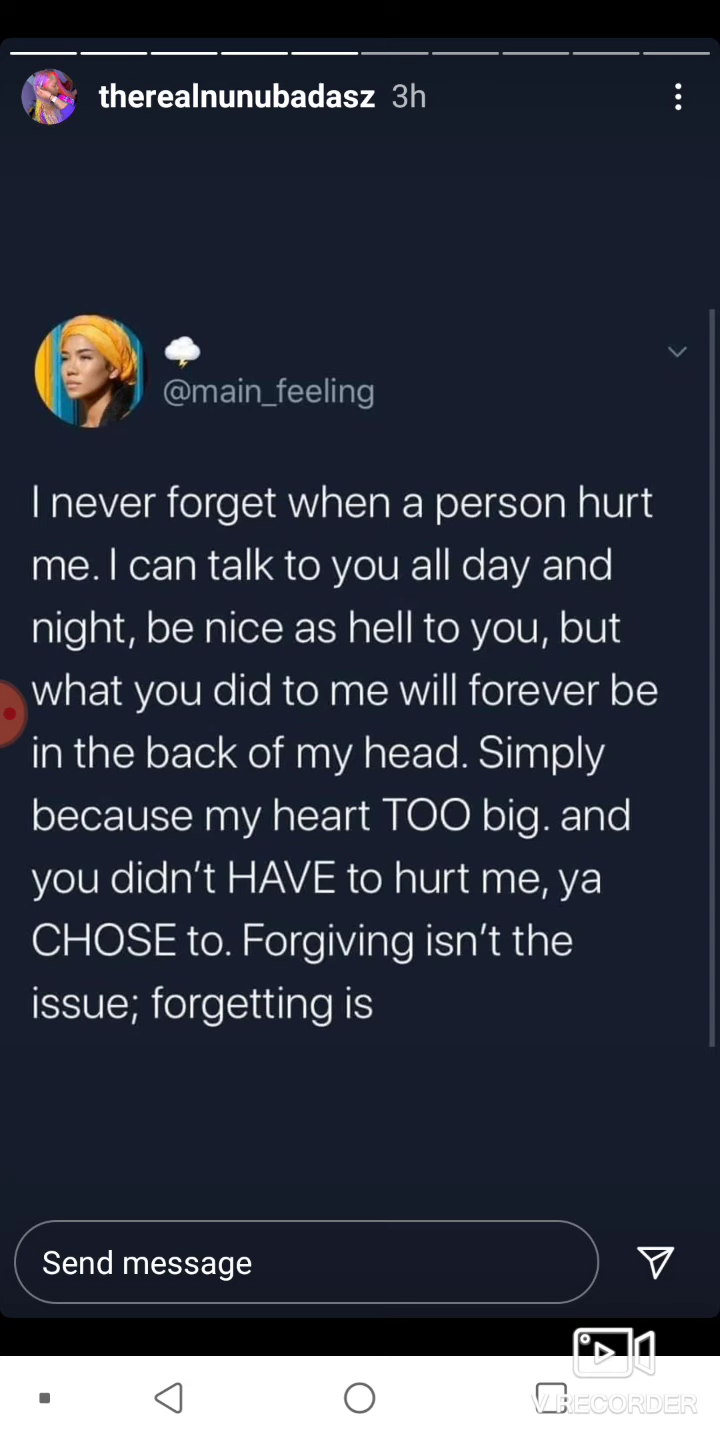 therealnunubadasz 3h
🌩️
@main_feeling
I never forget when a person hurt
me. I can talk to you all day and
night, be nice as hell to you, but
what you did to me will forever be
in the back of my head. Simply
because my heart TOO big. and
you didn't HAVE to hurt me, ya
CHOSE to. Forgiving isn't the
issue; forgetting is
Send message
V RECORDER